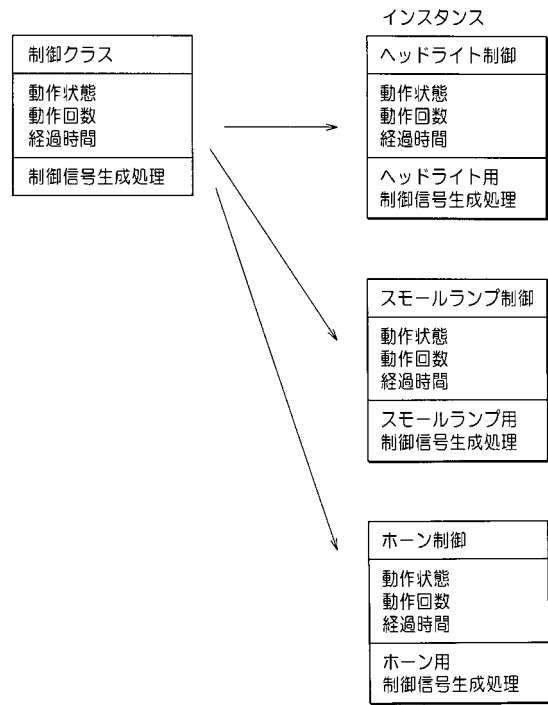 インスタンス
制御クラス
動作状態
動作回数
経過時間
制御信号生成処理
ヘッドライト制御
動作状態
動作回数
経過時間
ヘッドライト用
制御信号生成処理
スモールランプ制御
動作状態
動作回数
経過時間
スモールランプ用
制御信号生成処理
ホーン制御
動作状態
動作回数
経過時間
ホーン用
制御信号生成処理